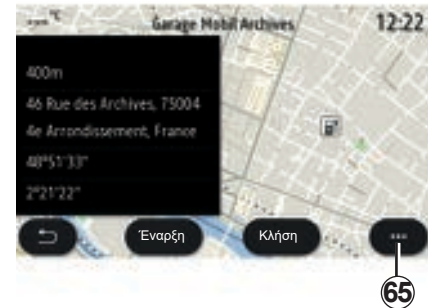 ---°C
Garage Mobil Archives
12:22
400m
46 Rue des Archives, 75004
4e Arrondissement, France
48°51'33"
2°21'22"
Έναρξη
Κλήση
...
65